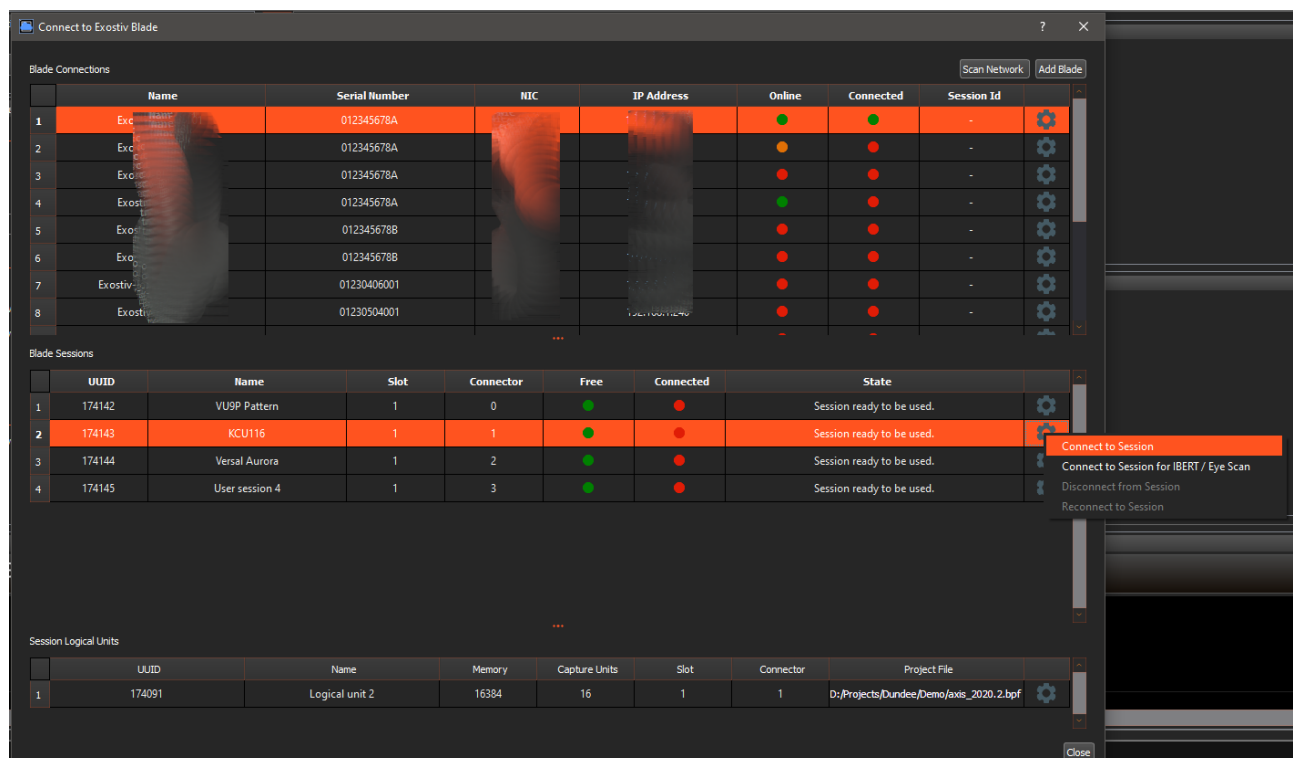 Connect to Exostiv Blade ? ×
Blade Connections Scan Network Add Blade
Name Serial Number NIC IP Address Online Connected Session Id
1 012345678A -
2 012345678A -
3 012345678A -
4 012345678A -
5 012345678B -
6 012345678B -
7 Exostiv- 01230406001 -
8 01230504001 -
Blade Sessions
UUID Name Slot Connector Free Connected State
1 174142 VU9P Pattern 1 0 Session ready to be used.
2 174143 KCU116 1 1 Session ready to be used.
3 174144 Versal Aurora 1 2 Session ready to be used.
4 174145 User session 4 1 3 Session ready to be used.
Connect to Session
Connect to Session for IBERT / Eye Scan
Disconnect from Session
Reconnect to Session
Session Logical Units
UUID Name Memory Capture Units Slot Connector Project File
1 174091 Logical unit 2 16384 16 1 1 D:/Projects/Dundee/Demo/axis_2020.2.bpf
Close